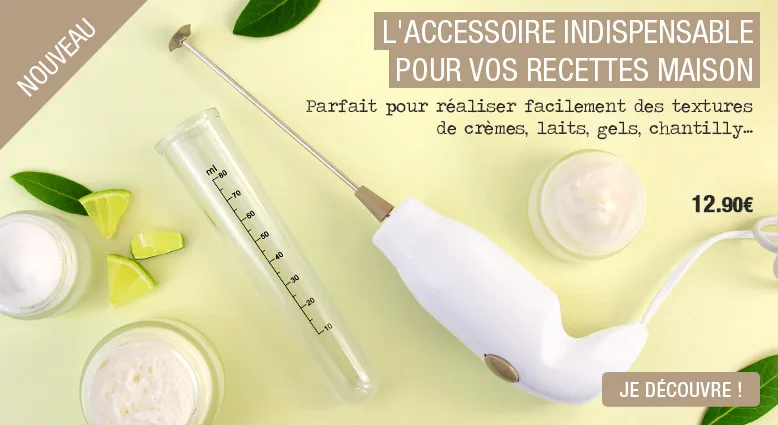 NOUVEAU
L'ACCESSOIRE INDISPENSABLE
POUR VOS RECETTES MAISON
Parfait pour réaliser facilement des textures
de crèmes, laits, gels, chantilly...
ml
80
70
60
50
40
30
20
10
12.90€
JE DÉCOUVRE !